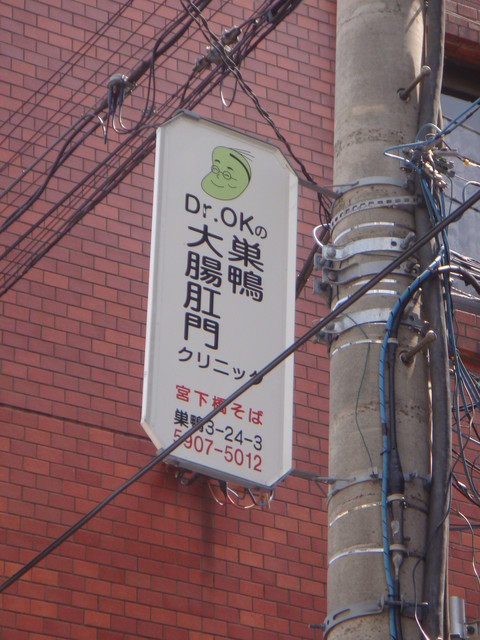 Dr.OKの
巣鴨
大腸肛門
クリニック
宮下橋そば
巣鴨3-24-3
5907-5012